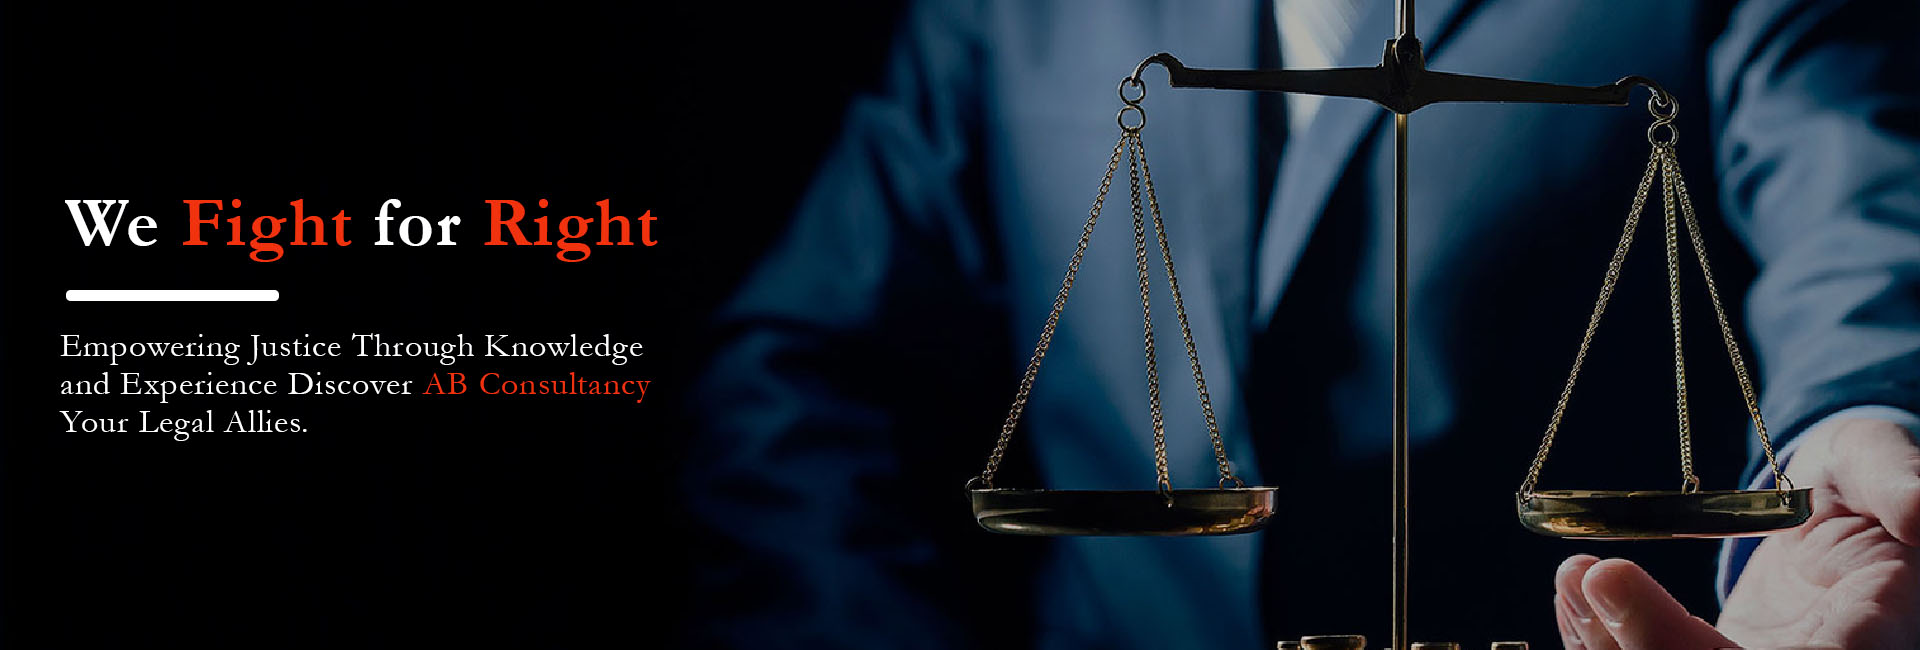 We Fight for Right
Empowering Justice Through Knowledge
and Experience Discover AB Consultancy
Your Legal Allies.